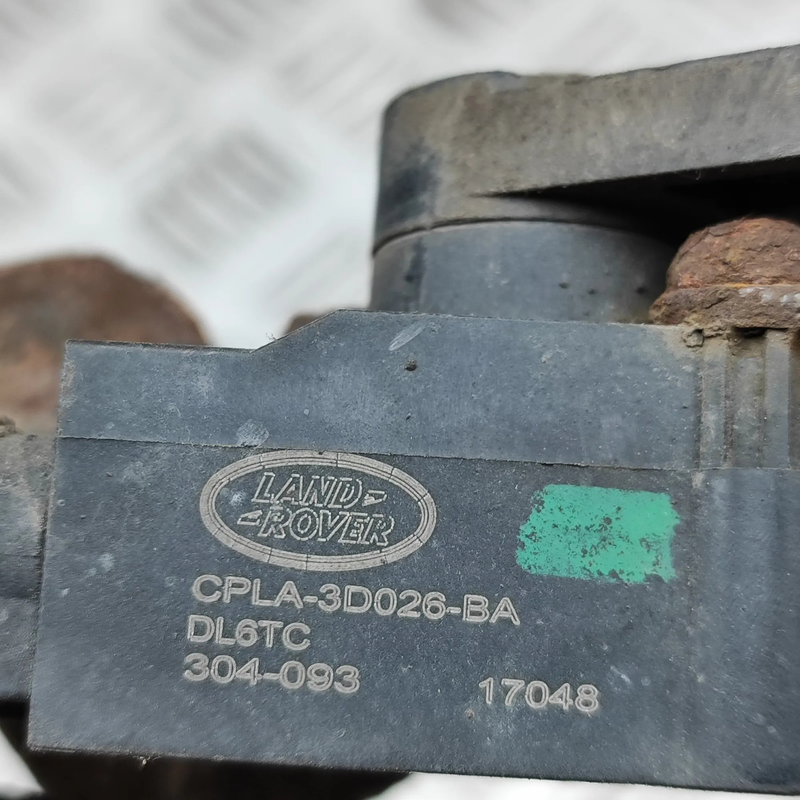 LAND-
-ROVER
CPLA-3D026-BA
DL6TC
304-093 17048